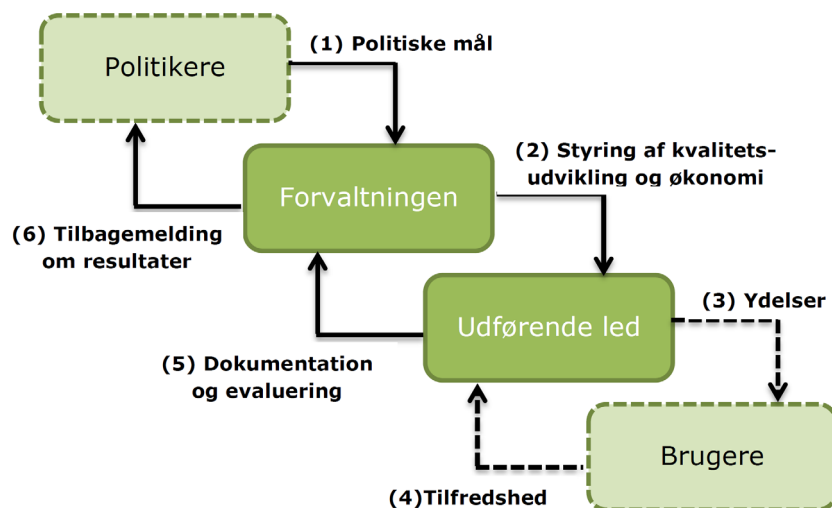 (1) Politiske mål
Politikere
(2) Styring af kvalitets-
udvikling og økonomi
Forvaltningen
(6) Tilbagemelding
om resultater
(3) Ydelser
Udførende led
(5) Dokumentation
og evaluering
Brugere
(4)Tilfredshed